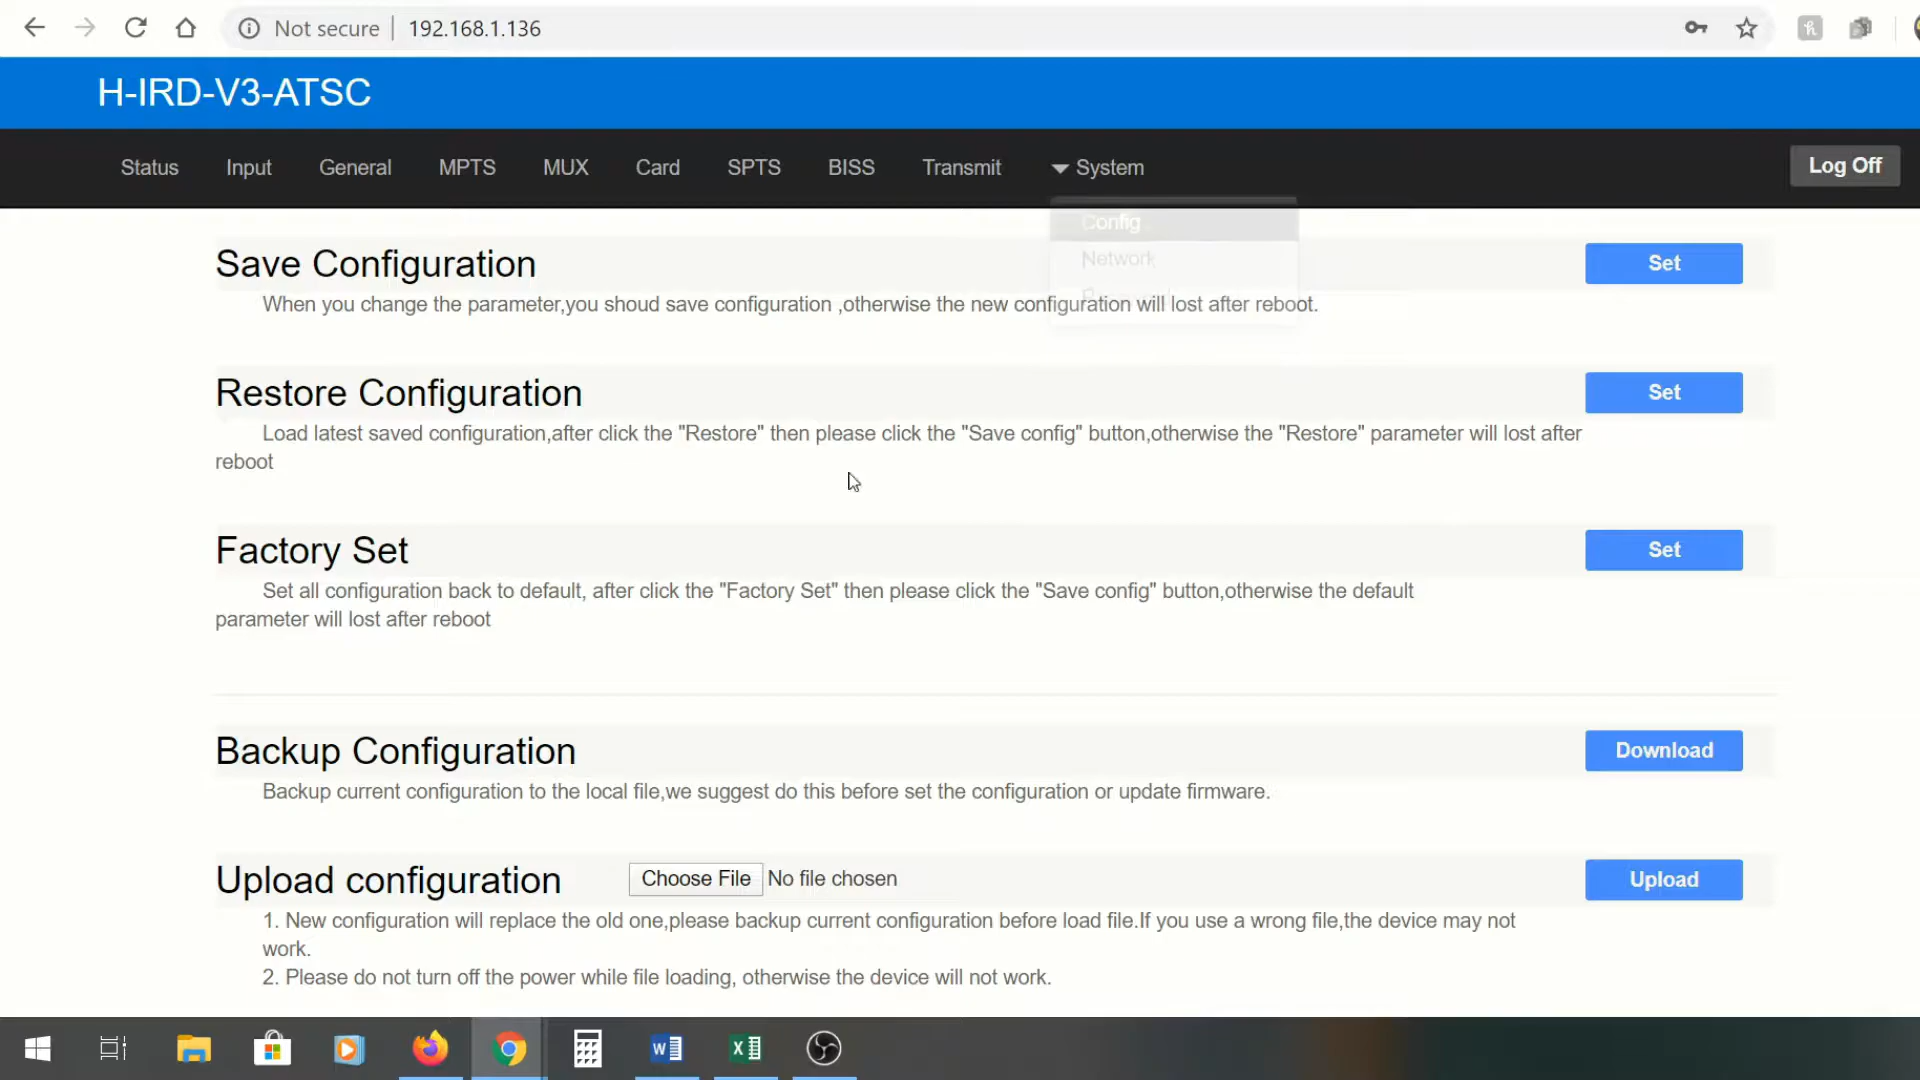 Not secure | 192.168.1.136
H-IRD-V3-ATSC
Status Input General MPTS MUX Card SPTS BISS Transmit System Log Off
Config
Network
Save Configuration Set
When you change the parameter,you shoud save configuration ,otherwise the new configuration will lost after reboot.
Restore Configuration Set
Load latest saved configuration,after click the "Restore" then please click the "Save config" button,otherwise the "Restore" parameter will lost after
reboot
Factory Set Set
Set all configuration back to default, after click the "Factory Set" then please click the "Save config" button,otherwise the default
parameter will lost after reboot
Backup Configuration Download
Backup current configuration to the local file,we suggest do this before set the configuration or update firmware.
Upload configuration Choose File No file chosen Upload
1. New configuration will replace the old one,please backup current configuration before load file.If you use a wrong file,the device may not
work.
2. Please do not turn off the power while file loading, otherwise the device will not work.